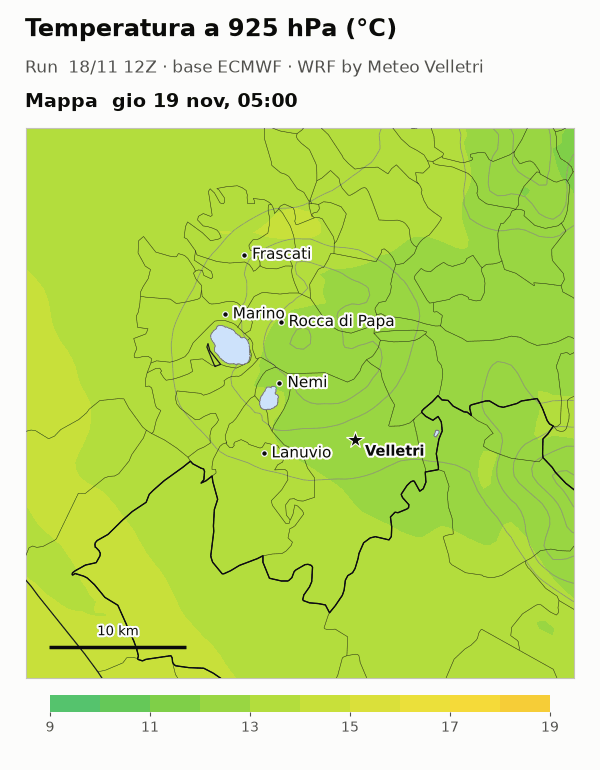 Temperatura a 925 hPa (°C)
Run  18/11 12Z · base ECMWF · WRF by Meteo Velletri
Mappa  gio 19 nov, 05:00
Frascati
Marino
Rocca di Papa
Nemi
Velletri
Lanuvio
10 km
9 11 13 15 17 19